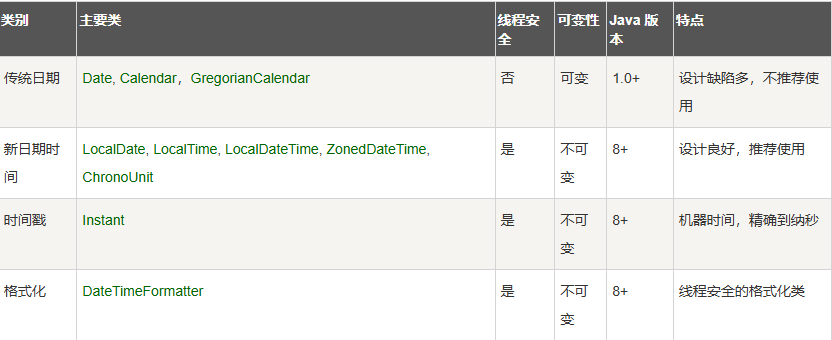 类别 主要类 线程安全 可变性 Java 版本 特点
传统日期 Date, Calendar，GregorianCalendar 否 可变 1.0+ 设计缺陷多，不推荐使用
新日期时间 LocalDate, LocalTime, LocalDateTime, ZonedDateTime, ChronoUnit 是 不可变 8+ 设计良好，推荐使用
时间戳 Instant 是 不可变 8+ 机器时间，精确到纳秒
格式化 DateTimeFormatter 是 不可变 8+ 线程安全的格式化类